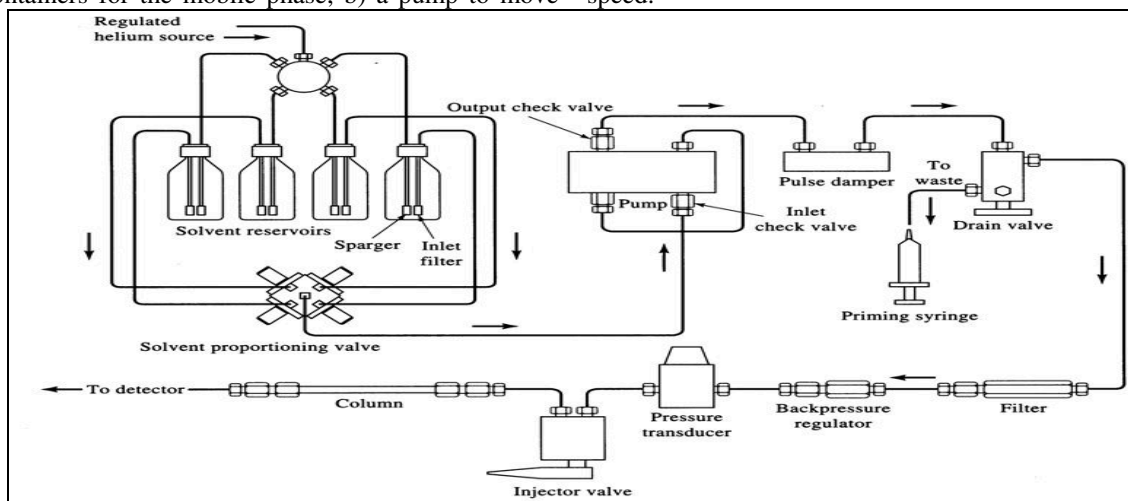 ontainers for the mobile phase, b) a pump to move speed.
Regulated
helium source
Output check valve
To
waste
Pulse damper
Pump
Inlet
check valve
Drain valve
Solvent reservoirs
Sparger
Inlet
filter
Priming syringe
Solvent proportioning valve
To detector
Column
Pressure
transducer
Backpressure
regulator
Filter
Injector valve